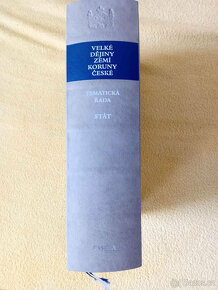 VELKÉ
DĚJINY
ZEMÍ
KORUNY
ČESKÉ
TEMATICKÁ
ŘADA
STÁT